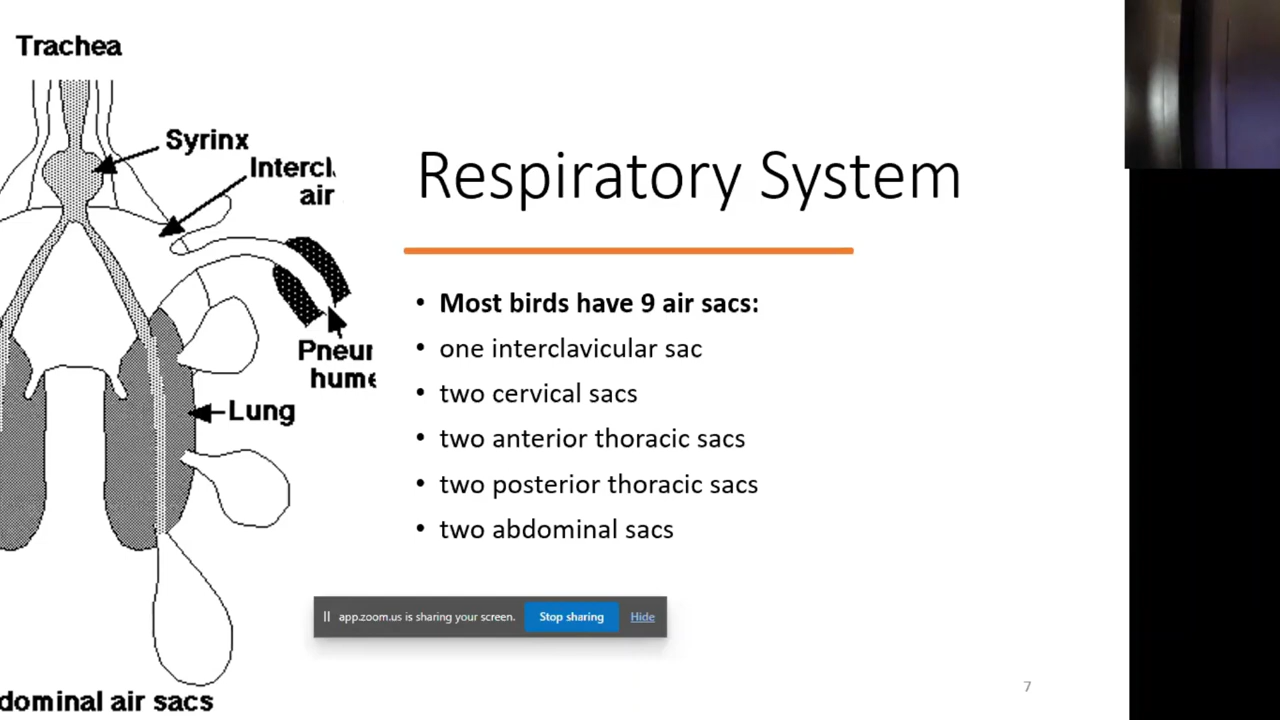 Trachea
Syrinx
air
Lung
air sacs
Respiratory System
• Most birds have 9 air sacs:
• one interclavicular sac
• two cervical sacs
• two anterior thoracic sacs
• two posterior thoracic sacs
• two abdominal sacs
app.zoom.us is sharing your screen. Stop sharing Hide
7